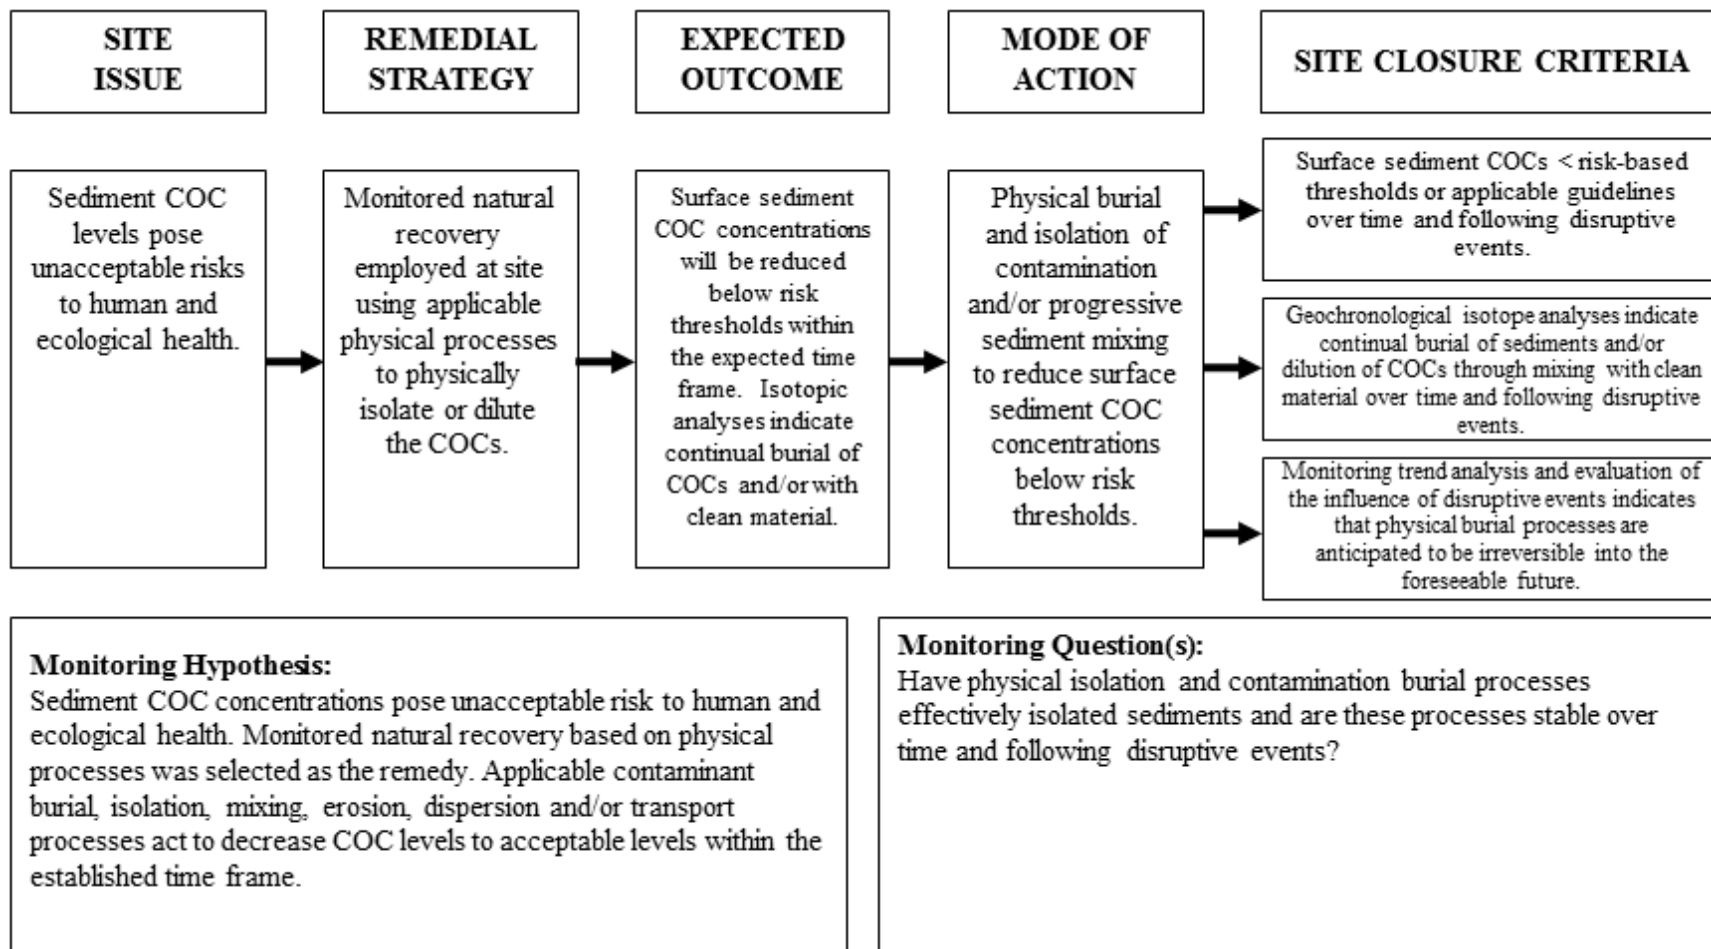 SITE
ISSUE
REMEDIAL
STRATEGY
EXPECTED
OUTCOME
MODE OF
ACTION
SITE CLOSURE CRITERIA
Sediment COC
levels pose
unacceptable risks
to human and
ecological health.
Monitored natural
recovery
employed at site
using applicable
physical processes
to physically
isolate or dilute
the COCs.
Surface sediment
COC concentrations
will be reduced
below risk
thresholds within
the expected time
frame. Isotopic
analyses indicate
continual burial of
COCs and/or with
clean material.
Physical burial
and isolation of
contamination
and/or progressive
sediment mixing
to reduce surface
sediment COC
concentrations
below risk
thresholds.
Surface sediment COCs < risk-based
thresholds or applicable guidelines
over time and following disruptive
events.
Geochronological isotope analyses indicate
continual burial of sediments and/or
dilution of COCs through mixing with clean
material over time and following disruptive
events.
Monitoring trend analysis and evaluation of
the influence of disruptive events indicates
that physical burial processes are
anticipated to be irreversible into the
foreseeable future.
Monitoring Hypothesis:
Sediment COC concentrations pose unacceptable risk to human and
ecological health. Monitored natural recovery based on physical
processes was selected as the remedy. Applicable contaminant
burial, isolation, mixing, erosion, dispersion and/or transport
processes act to decrease COC levels to acceptable levels within the
established time frame.
Monitoring Question(s):
Have physical isolation and contamination burial processes
effectively isolated sediments and are these processes stable over
time and following disruptive events?